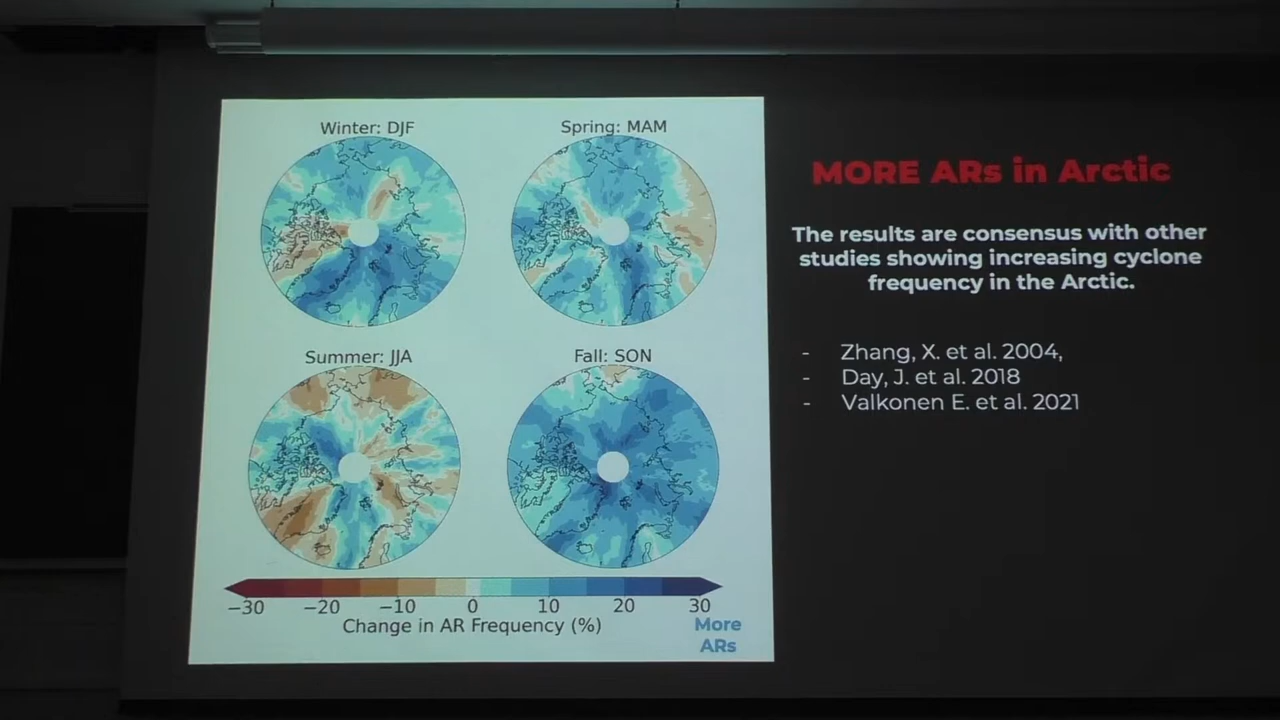 Winter: DJF
Spring: MAM
Summer: JJA
Fall: SON
−30 −20 −10 0 10 20 30
Change in AR Frequency (%)
More
ARs
MORE ARs in Arctic
The results are consensus with other
studies showing increasing cyclone
frequency in the Arctic.
- Zhang, X. et al. 2004,
- Day, J. et al. 2018
- Valkonen E. et al. 2021